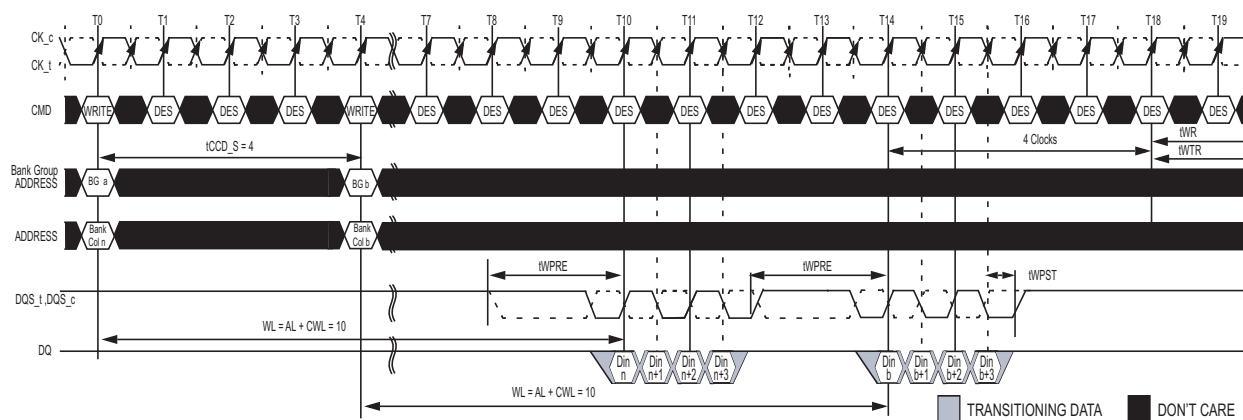 T0 T1 T2 T3 T4 T7 T8 T9 T10 T11 T12 T13 T14 T15 T16 T17 T18 T19
CK_c
CK_t
CMD WRITE DES DES DES WRITE DES DES DES DES DES DES DES DES DES DES DES DES DES
tCCD_S = 4
4 Clocks
tWR
tWTR
Bank Group
ADDRESS
BG a
BG b
ADDRESS
Bank
Col n
Bank
Col b
tWPRE
tWPRE
tWPST
DQS_t ,DQS_c
WL = AL + CWL = 10
DQ
Din
n
Din
n+1
Din
n+2
Din
n+3
Din
b
Din
b+1
Din
b+2
Din
b+3
WL = AL + CWL = 10
TRANSITIONING DATA
DON'T CARE